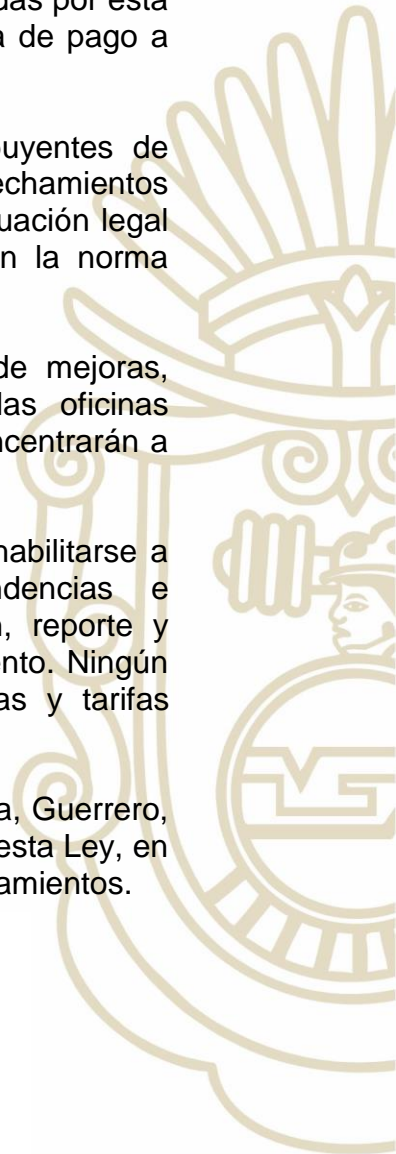 das por esta
a de pago a
uyentes de
echamientos
uación legal
n la norma
de mejoras,
las oficinas
ncentrarán a
habilitarse a
ndencias e
n, reporte y
ento. Ningún
as y tarifas
a, Guerrero,
esta Ley, en
amientos.